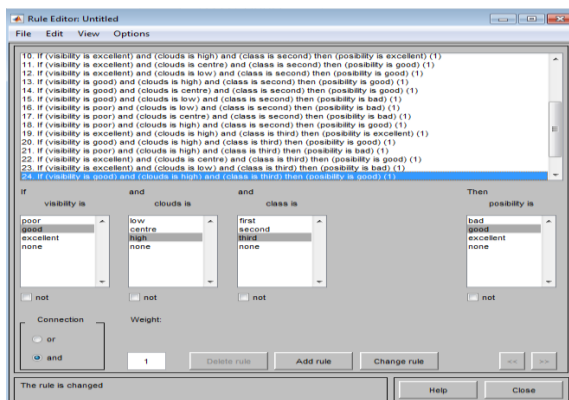 Rule Editor: Untitled
File Edit View Options
10. If (visibility is excellent) and (clouds is high) and (class is second) then (posibility is excellent) (1)
11. If (visibility is excellent) and (clouds is centre) and (class is second) then (posibility is good) (1)
12. If (visibility is excellent) and (clouds is low) and (class is second) then (posibility is good) (1)
13. If (visibility is good) and (clouds is high) and (class is second) then (posibility is good) (1)
14. If (visibility is good) and (clouds is centre) and (class is second) then (posibility is good) (1)
15. If (visibility is good) and (clouds is low) and (class is second) then (posibility is bad) (1)
16. If (visibility is poor) and (clouds is low) and (class is second) then (posibility is bad) (1)
17. If (visibility is poor) and (clouds is centre) and (class is second) then (posibility is bad) (1)
18. If (visibility is poor) and (clouds is high) and (class is second) then (posibility is good) (1)
19. If (visibility is excellent) and (clouds is high) and (class is third) then (posibility is excellent) (1)
20. If (visibility is good) and (clouds is high) and (class is third) then (posibility is good) (1)
21. If (visibility is poor) and (clouds is high) and (class is third) then (posibility is bad) (1)
22. If (visibility is excellent) and (clouds is centre) and (class is third) then (posibility is good) (1)
23. If (visibility is excellent) and (clouds is low) and (class is third) then (posibility is bad) (1)
24. If (visibility is good) and (clouds is high) and (class is third) then (posibility is good) (1)
If and and Then
visibility is clouds is class is posibility is
poor low first bad
good centre second good
excellent high third excellent
none none none none
not not not not
Connection Weight:
or
and 1 Delete rule Add rule Change rule << >>
The rule is changed Help Close